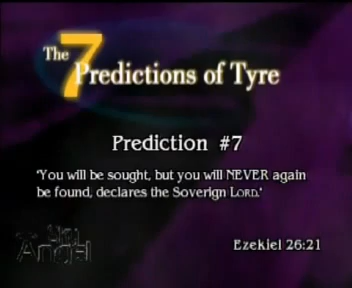 The 7 Predictions of Tyre
Prediction #7
'You will be sought, but you will NEVER again
be found, declares the Soverign LORD.'
Angel
Ezekiel 26:21